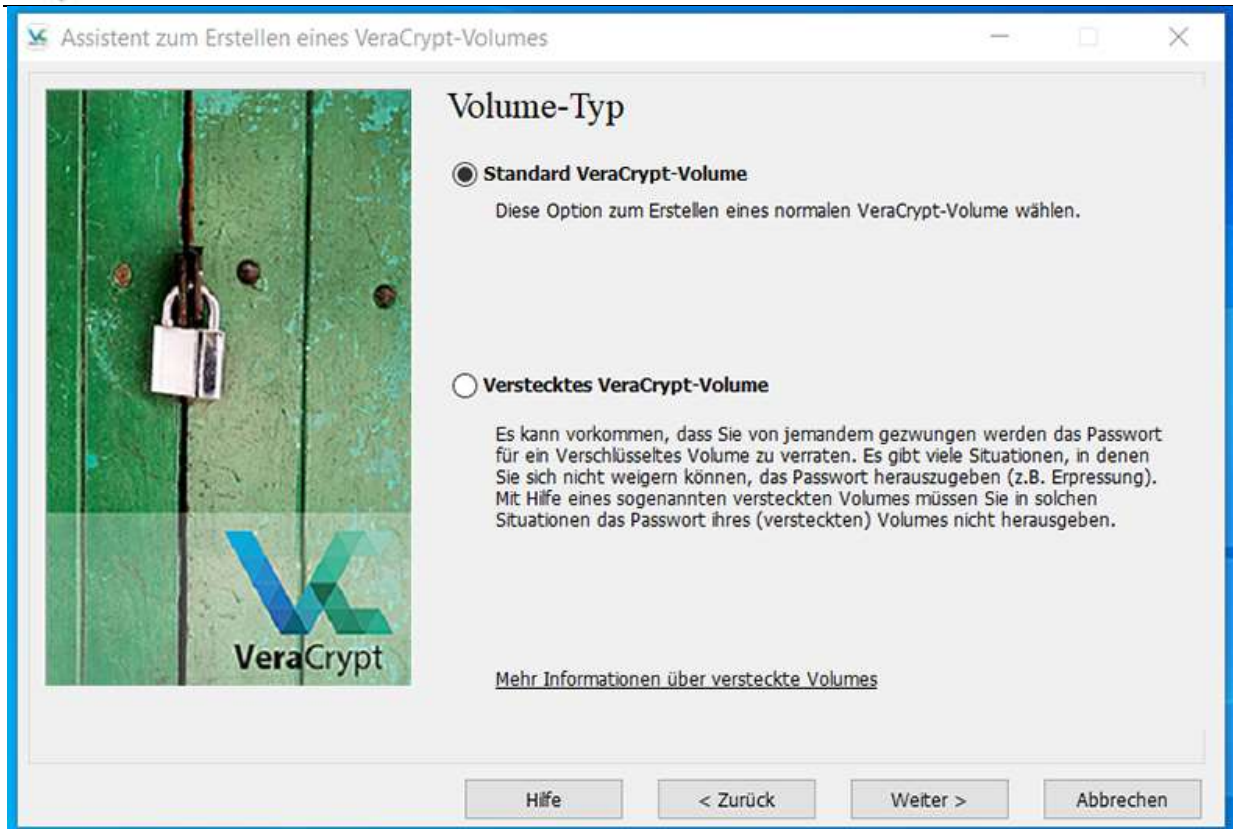 Assistent zum Erstellen eines VeraCrypt-Volumes
Volume-Typ
Standard VeraCrypt-Volume
Diese Option zum Erstellen eines normalen VeraCrypt-Volume wählen.
Verstecktes VeraCrypt-Volume
Es kann vorkommen, dass Sie von jemandem gezwungen werden das Passwort
für ein Verschlüsseltes Volume zu verraten. Es gibt viele Situationen, in denen
Sie sich nicht weigern können, das Passwort herauszugeben (z.B. Erpressung).
Mit Hilfe eines sogenannten versteckten Volumes müssen Sie in solchen
Situationen das Passwort ihres (versteckten) Volumes nicht herausgeben.
VeraCrypt
Mehr Informationen über versteckte Volumes
Hilfe
< Zurück
Weiter >
Abbrechen